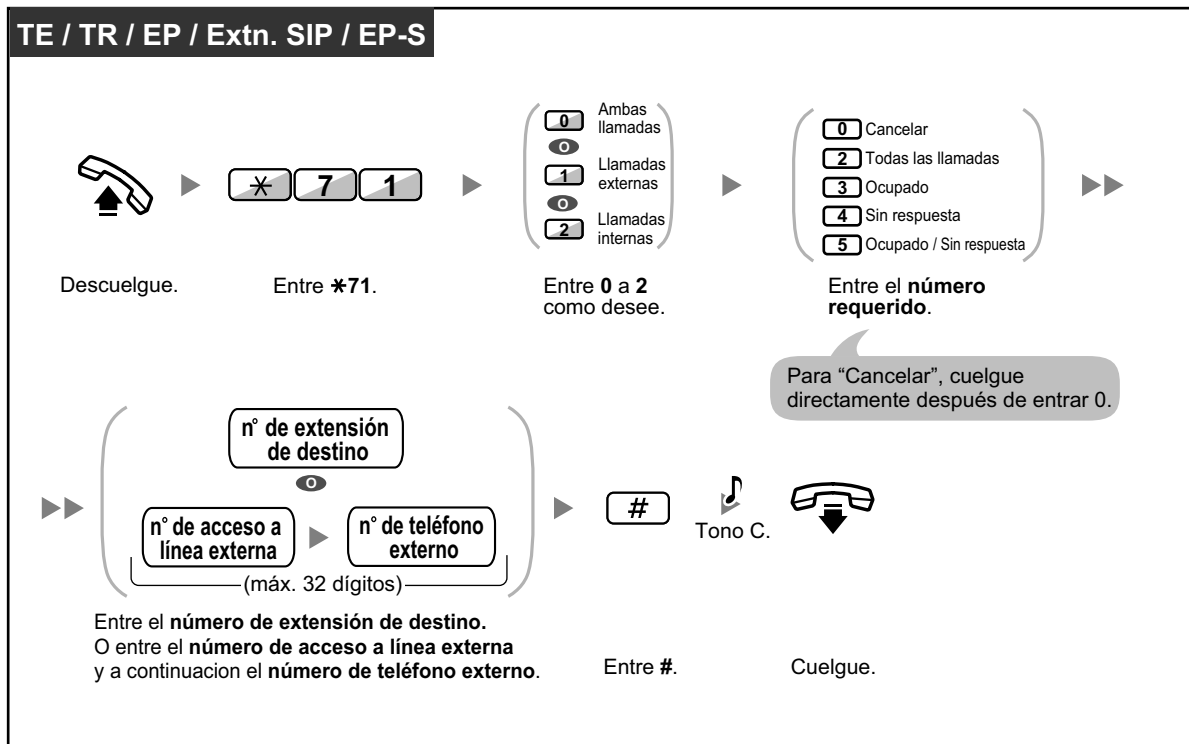 TE / TR / EP / Extn. SIP / EP-S
0 Ambas
llamadas
O
1 Llamadas
externas
O
2 Llamadas
internas
0 Cancelar
2 Todas las llamadas
3 Ocupado
4 Sin respuesta
5 Ocupado / Sin respuesta
* 7 1
Descuelgue.
Entre *71.
Entre 0 a 2
como desee.
Entre el número
requerido.
Para “Cancelar”, cuelgue
directamente después de entrar 0.
n° de extensión
de destino
O
n° de acceso a
línea externa
n° de teléfono
externo
(máx. 32 dígitos)
#
Tono C.
Entre el número de extensión de destino.
O entre el número de acceso a línea externa
y a continuacion el número de teléfono externo.
Entre #.
Cuelgue.